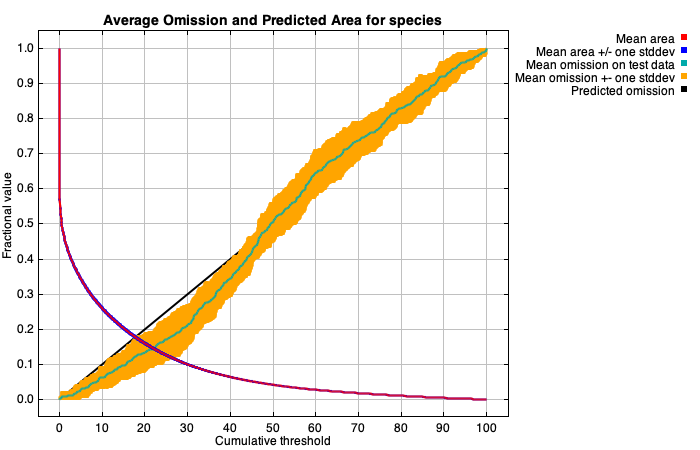 Average Omission and Predicted Area for species
Mean area
Mean area +/- one stddev
Mean omission on test data
Mean omission +- one stddev
Predicted omission
Fractional value
1.0
0.9
0.8
0.7
0.6
0.5
0.4
0.3
0.2
0.1
0.0
0 10 20 30 40 50 60 70 80 90 100
Cumulative threshold